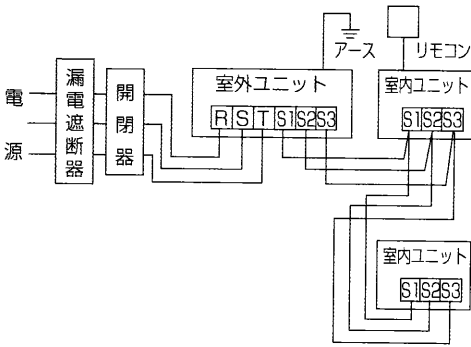 アース
リモコン
電源
漏電遮断器
開閉器
室外ユニット
R S T S1 S2 S3
室内ユニット
S1 S2 S3
室内ユニット
S1 S2 S3